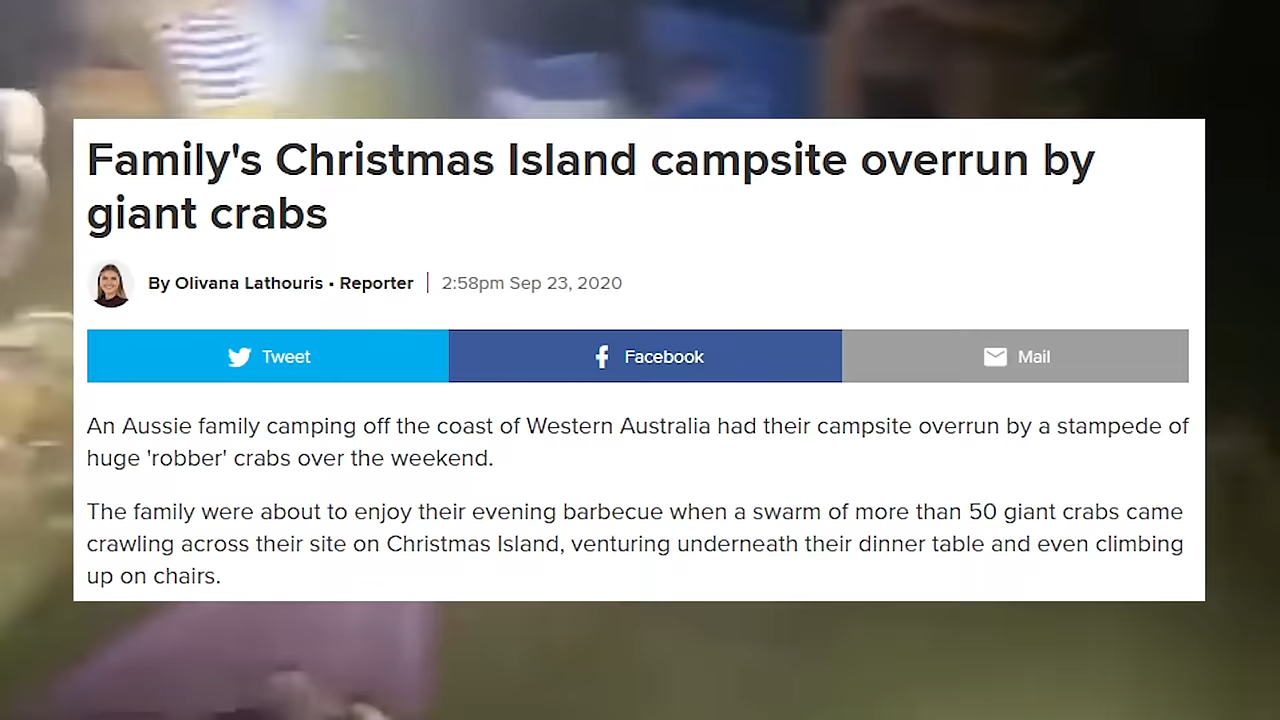 Family's Christmas Island campsite overrun by
giant crabs
By Olivana Lathouris • Reporter | 2:58pm Sep 23, 2020
Tweet
Facebook
Mail
An Aussie family camping off the coast of Western Australia had their campsite overrun by a stampede of
huge 'robber' crabs over the weekend.
The family were about to enjoy their evening barbecue when a swarm of more than 50 giant crabs came
crawling across their site on Christmas Island, venturing underneath their dinner table and even climbing
up on chairs.